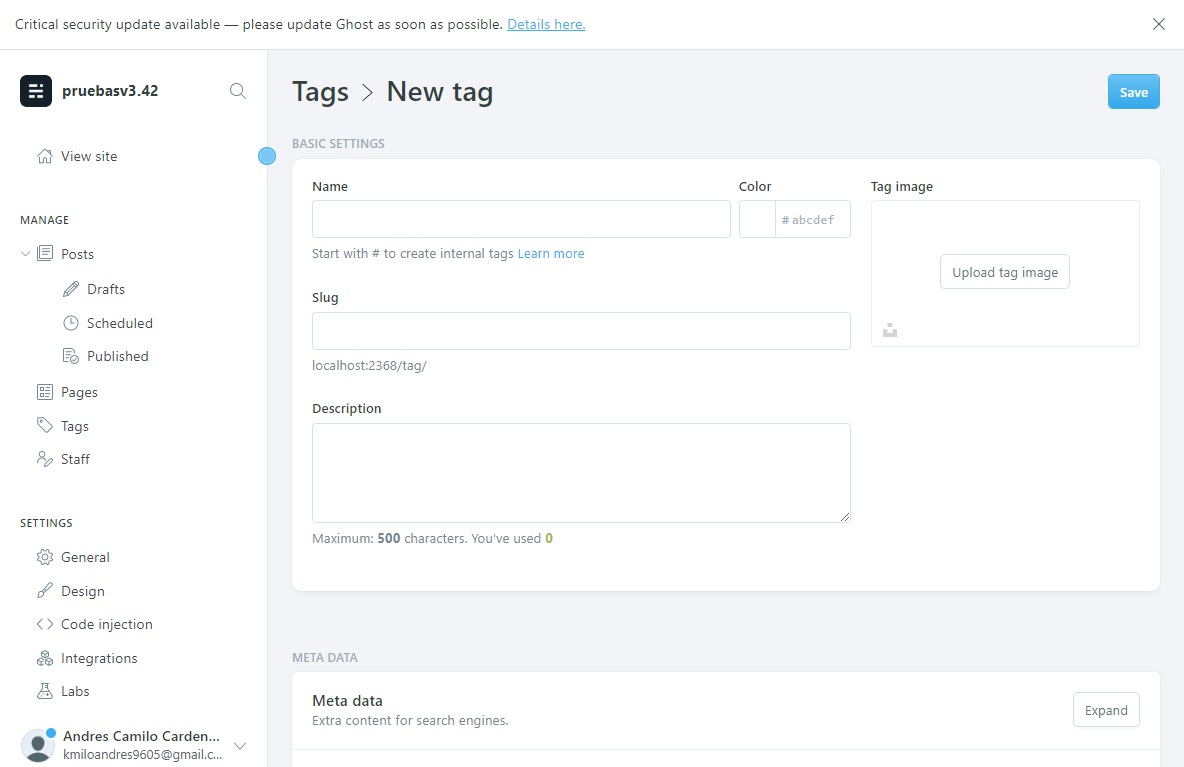 Critical security update available — please update Ghost as soon as possible. Details here.
pruebasv3.42
View site
MANAGE
Posts
Drafts
Scheduled
Published
Pages
Tags
Staff
SETTINGS
General
Design
Code injection
Integrations
Labs
Andres Camilo Carden...
kmiloandres9605@gmail.c...
Tags > New tag
Save
BASIC SETTINGS
Name
Color
# abcdef
Start with # to create internal tags Learn more
Slug
localhost:2368/tag/
Description
Maximum: 500 characters. You've used 0
Tag image
Upload tag image
META DATA
Meta data
Extra content for search engines.
Expand